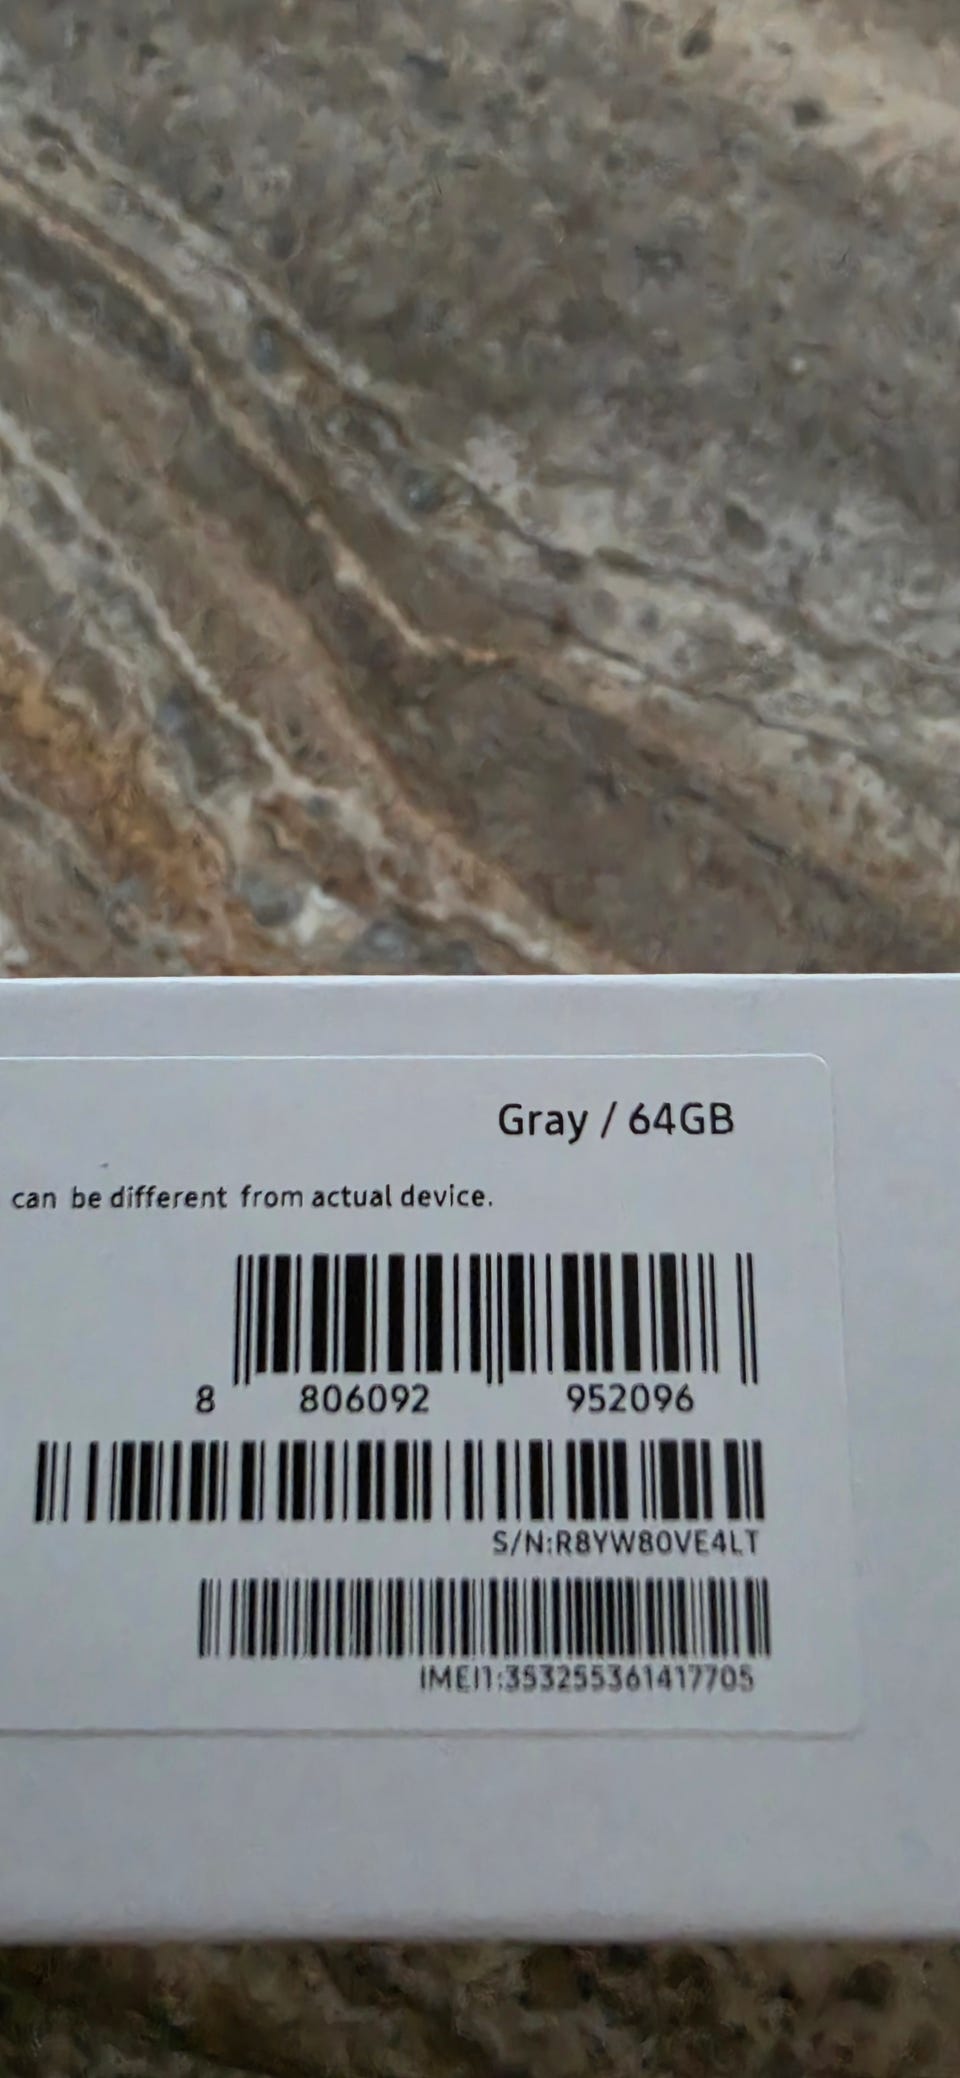 Gray / 64GB
can be different from actual device.
8 806092 952096
S/N:R8YW80VE4LT
IMEI1:353255361417705